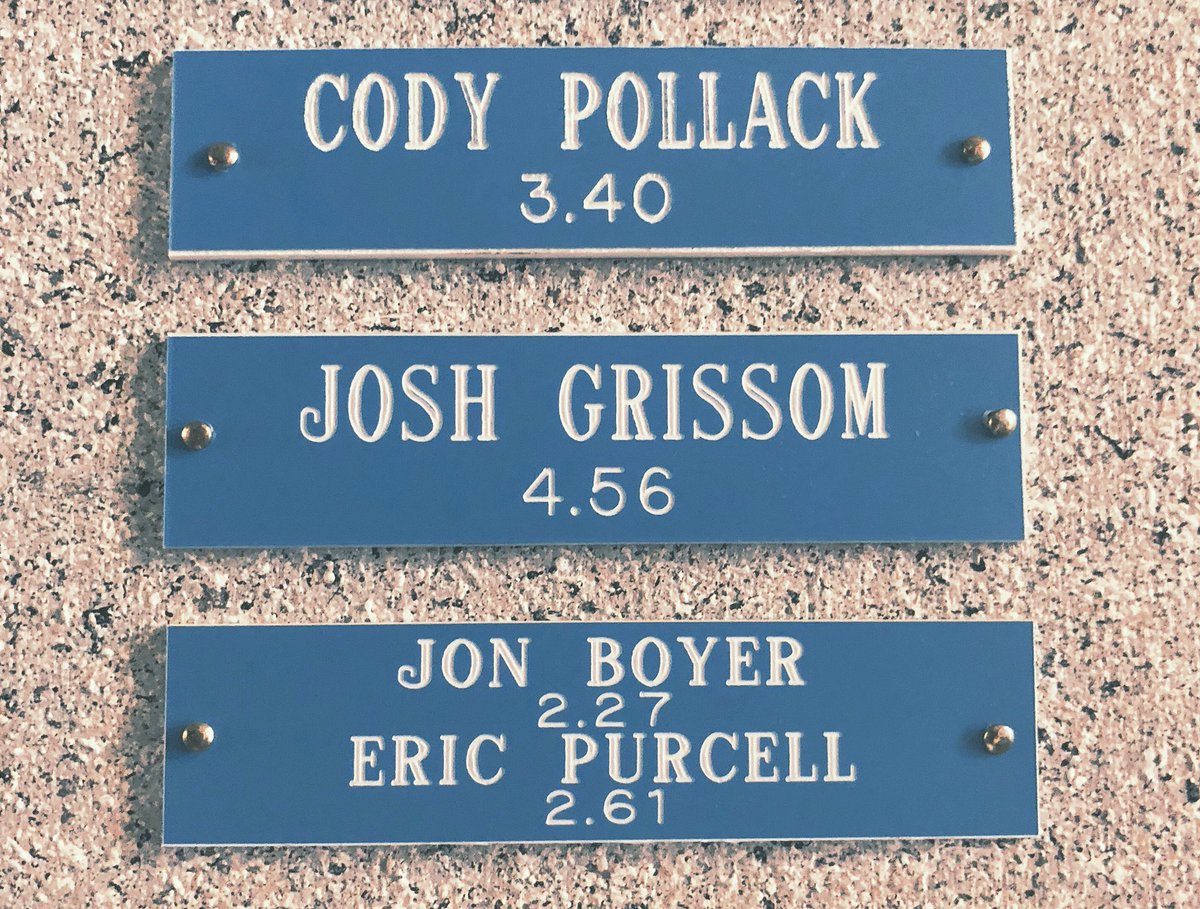 CODY POLLACK
3.40
JOSH GRISSOM
4.56
JON BOYER
2.27
ERIC PURCELL
2.61